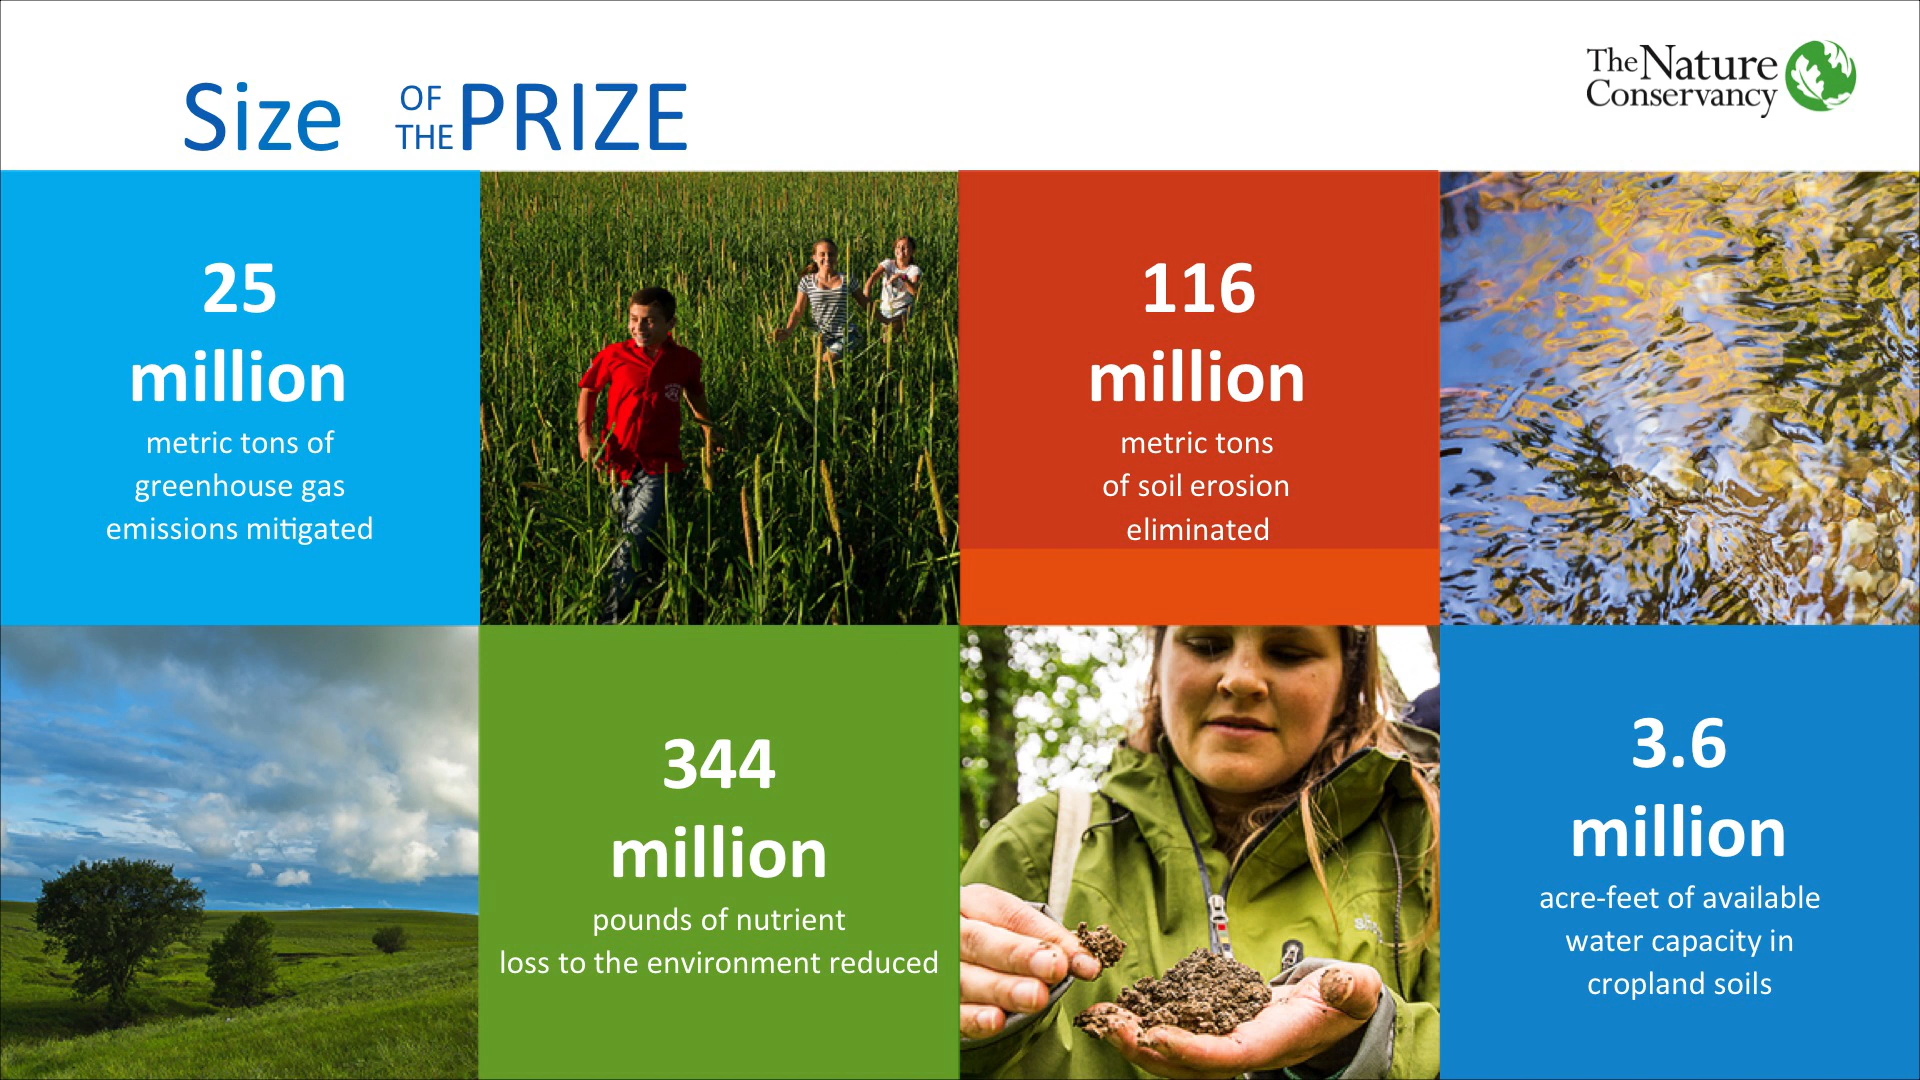 Size OF THE PRIZE
The Nature
Conservancy
25
million
metric tons of
greenhouse gas
emissions mitigated
116
million
metric tons
of soil erosion
eliminated
344
million
pounds of nutrient
loss to the environment reduced
3.6
million
acre-feet of available
water capacity in
cropland soils